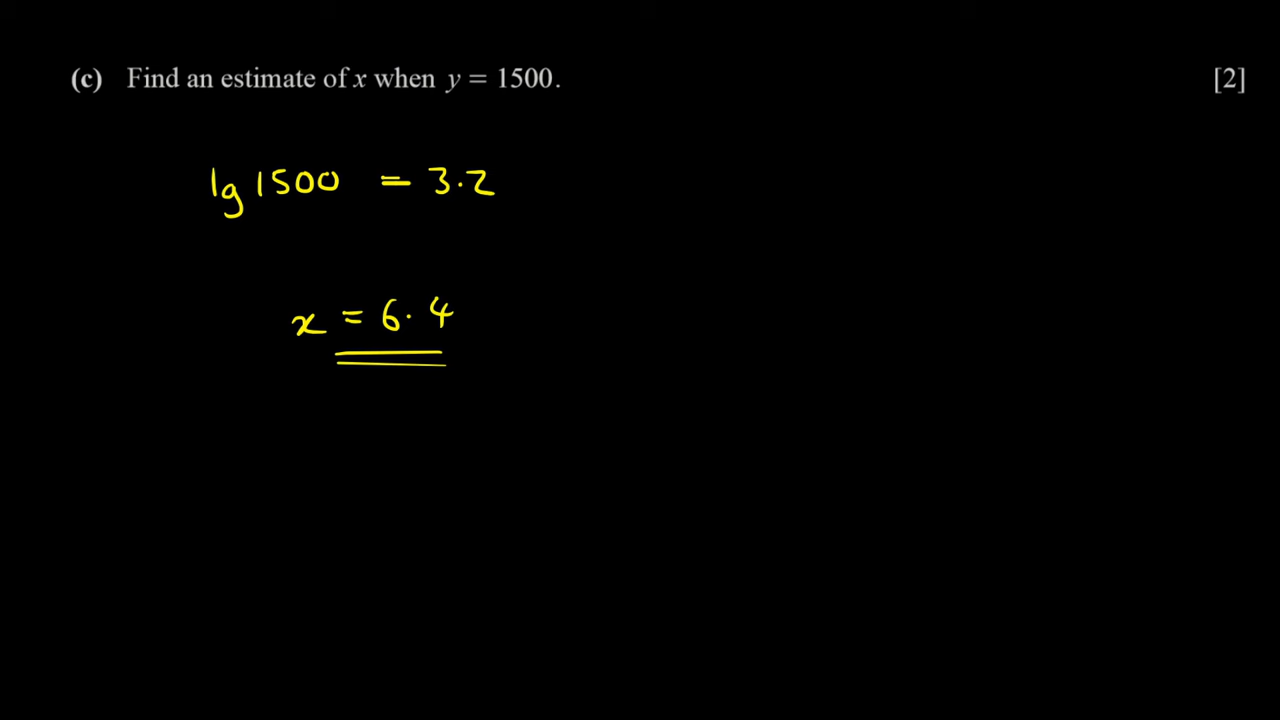 (c) Find an estimate of x when y = 1500. [2]
lg 1500 = 3.2
x = 6.4